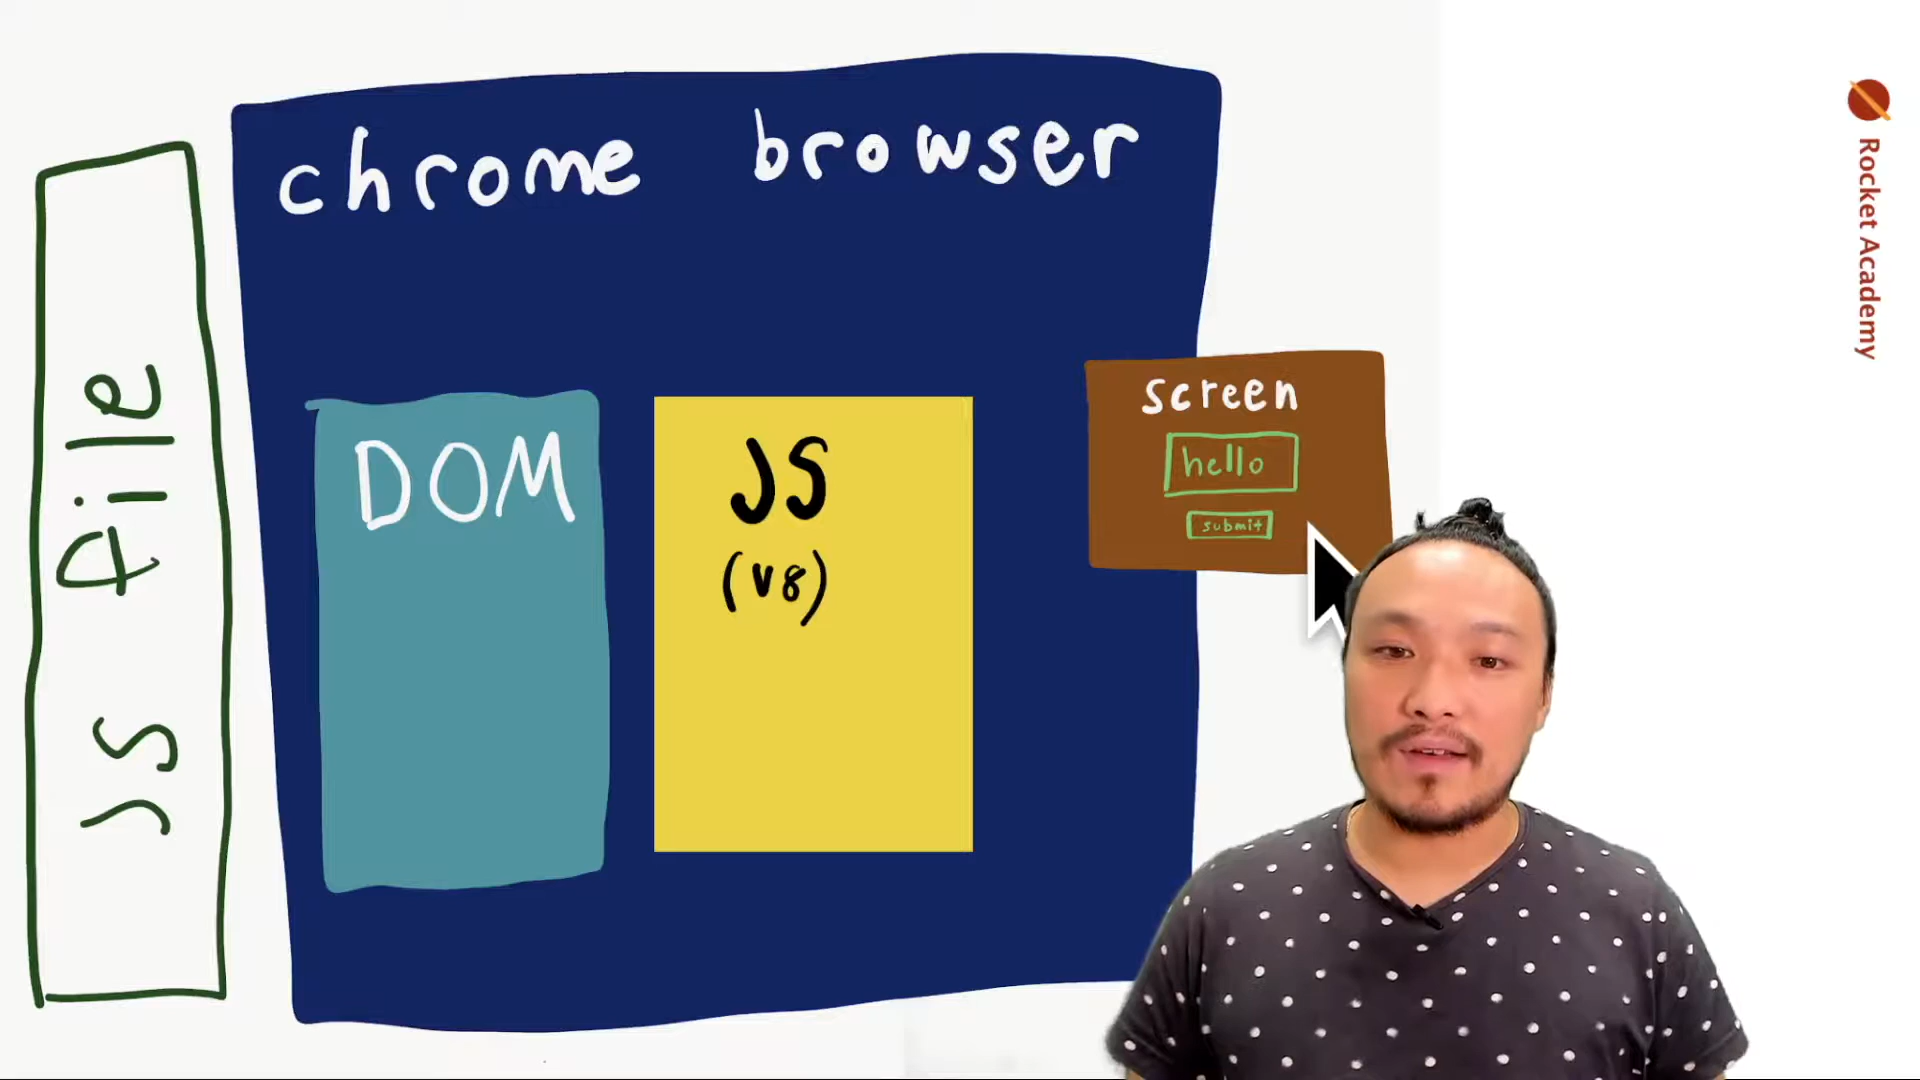 chrome browser
JS file
DOM
JS
(V8)
screen
hello
submit
Rocket Academy